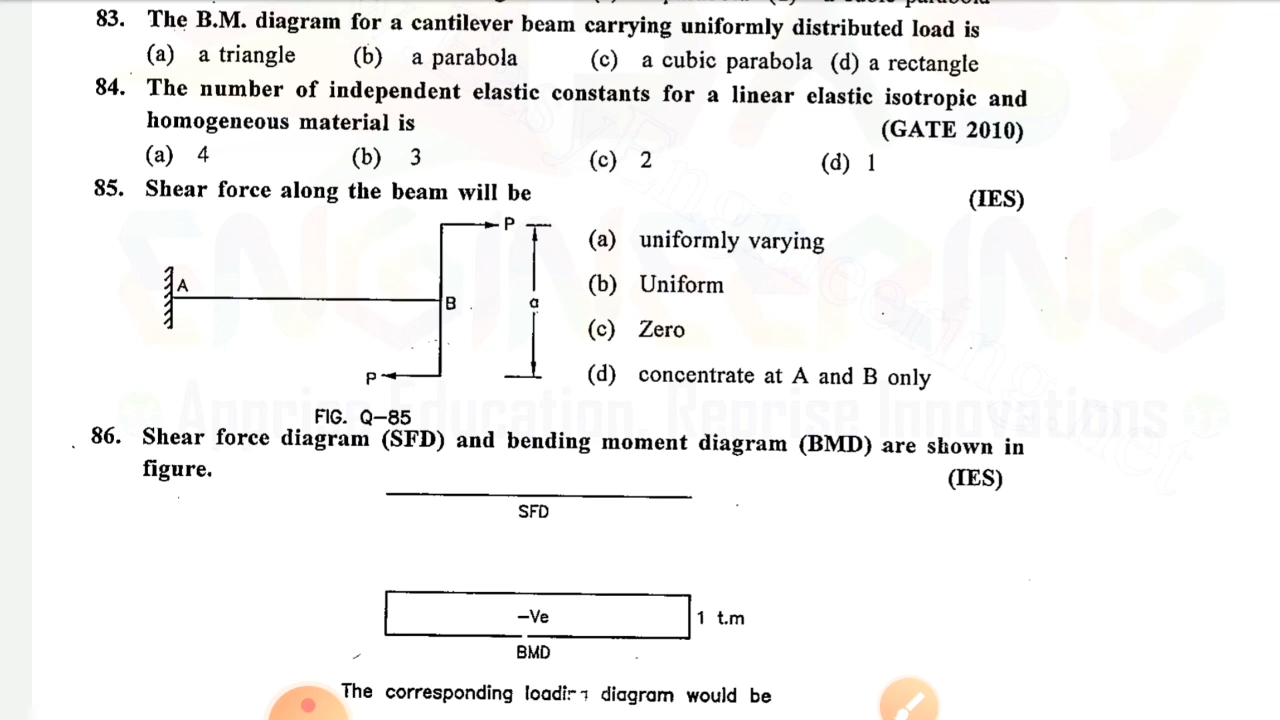 83. The B.M. diagram for a cantilever beam carrying uniformly distributed load is
(a) a triangle (b) a parabola (c) a cubic parabola (d) a rectangle
84. The number of independent elastic constants for a linear elastic isotropic and
homogeneous material is (GATE 2010)
(a) 4 (b) 3 (c) 2 (d) 1
85. Shear force along the beam will be (IES)
P
(a) uniformly varying
A
(b) Uniform
B
a
(c) Zero
P
(d) concentrate at A and B only
FIG. Q-85
86. Shear force diagram (SFD) and bending moment diagram (BMD) are shown in
figure. (IES)
SFD
-Ve 1 t.m
BMD
The corresponding diagram would be
ENGINEERING
Education, Reprise Innovations